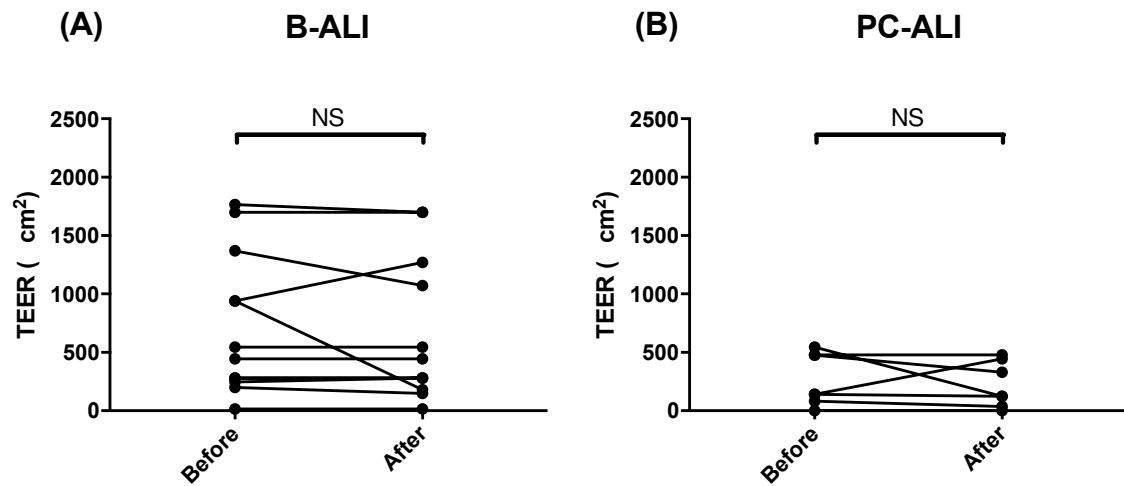 (A) B-ALI
NS
2500
2000
1500
1000
500
0
TEER ( cm²)
Before
After
(B) PC-ALI
NS
2500
2000
1500
1000
500
0
TEER ( cm²)
Before
After